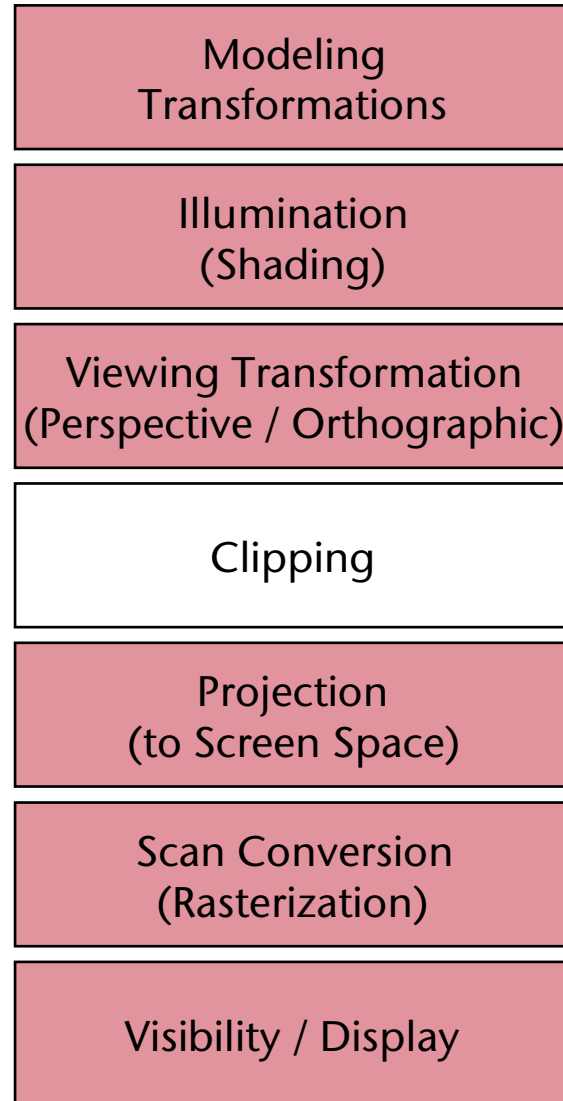 Modeling
Transformations
Illumination
(Shading)
Viewing Transformation
(Perspective / Orthographic)
Clipping
Projection
(to Screen Space)
Scan Conversion
(Rasterization)
Visibility / Display